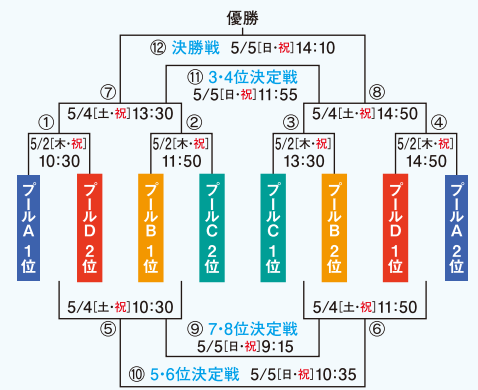 優勝
⑫ 決勝戦 5/5[日・祝]14:10
⑦ ⑪ 3・4位決定戦 ⑧
5/5[日・祝]11:55
5/4[土・祝]13:30 5/4[土・祝]14:50
① ② ③ ④
5/2[木・祝] 5/2[木・祝] 5/2[木・祝] 5/2[木・祝]
10:30 11:50 13:30 14:50
プールA 1位
プールD 2位
プールB 1位
プールC 2位
プールC 1位
プールB 2位
プールD 1位
プールA 2位
5/4[土・祝]10:30 5/4[土・祝]11:50
⑤ ⑨ 7・8位決定戦 ⑥
5/5[日・祝]9:15
⑩ 5・6位決定戦 5/5[日・祝]10:35